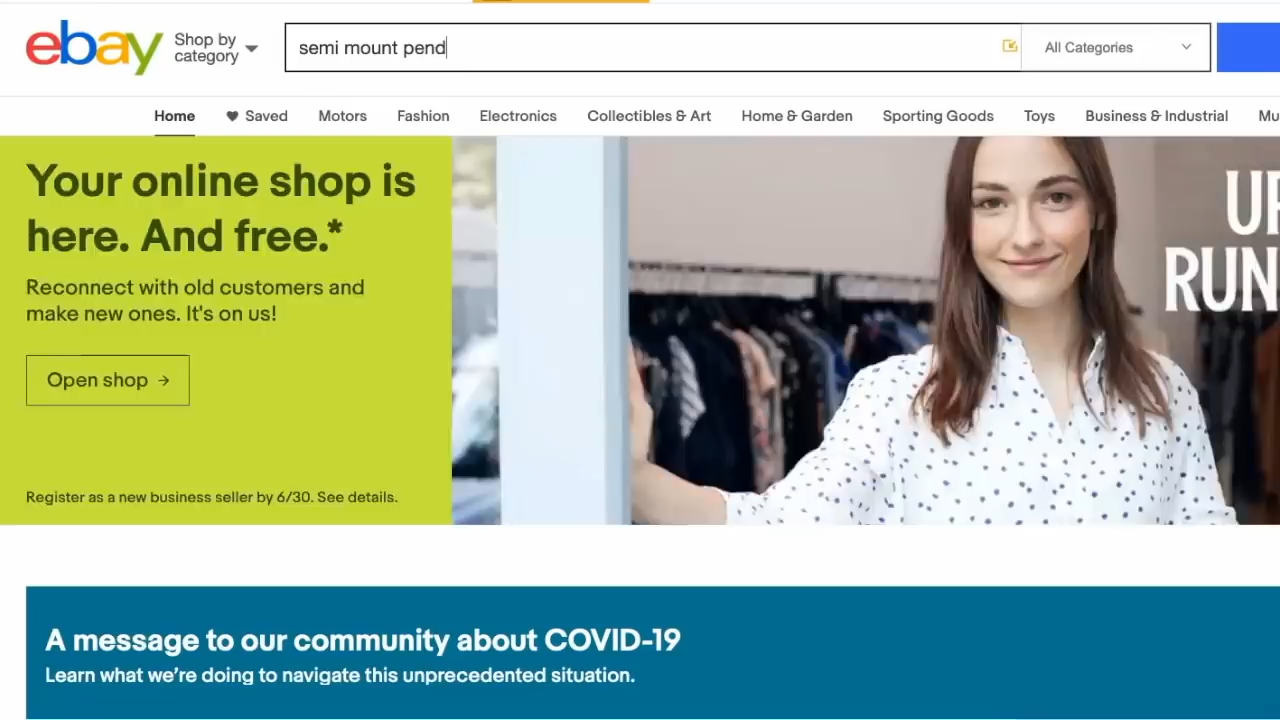 ebay
Shop by
category
semi mount pend
All Categories
Home
Saved
Motors
Fashion
Electronics
Collectibles & Art
Home & Garden
Sporting Goods
Toys
Business & Industrial
Mu
Your online shop is
here. And free.*
Reconnect with old customers and
make new ones. It's on us!
Open shop →
Register as a new business seller by 6/30. See details.
UP
RUN
A message to our community about COVID-19
Learn what we're doing to navigate this unprecedented situation.